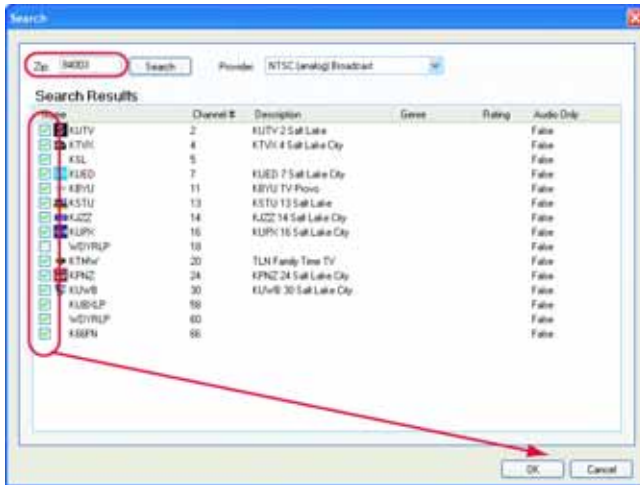 Search
Zip: 84003 Search Provider: NTSC (analog) Broadcast
Search Results
Name Channel # Description Genre Rating Audio Only
KUTV 2 KUTV 2 Salt Lake False
KTVX 4 KTVX 4 Salt Lake City False
KSL 5 False
KUED 7 KUED 7 Salt Lake City False
KBYU 11 KBYU TV Provo False
KSTU 13 KSTU 13 Salt Lake False
KJZZ 14 KJZZ 14 Salt Lake City False
KUPX 16 KUPX 16 Salt Lake City False
WDYRLP 18 False
KTMW 20 TLN Family Time TV False
KPNZ 24 KPNZ 24 Salt Lake City False
KUWB 30 KUWB 30 Salt Lake City False
58 False
WDYRLP 60 False
K66FN 66 False
OK Cancel